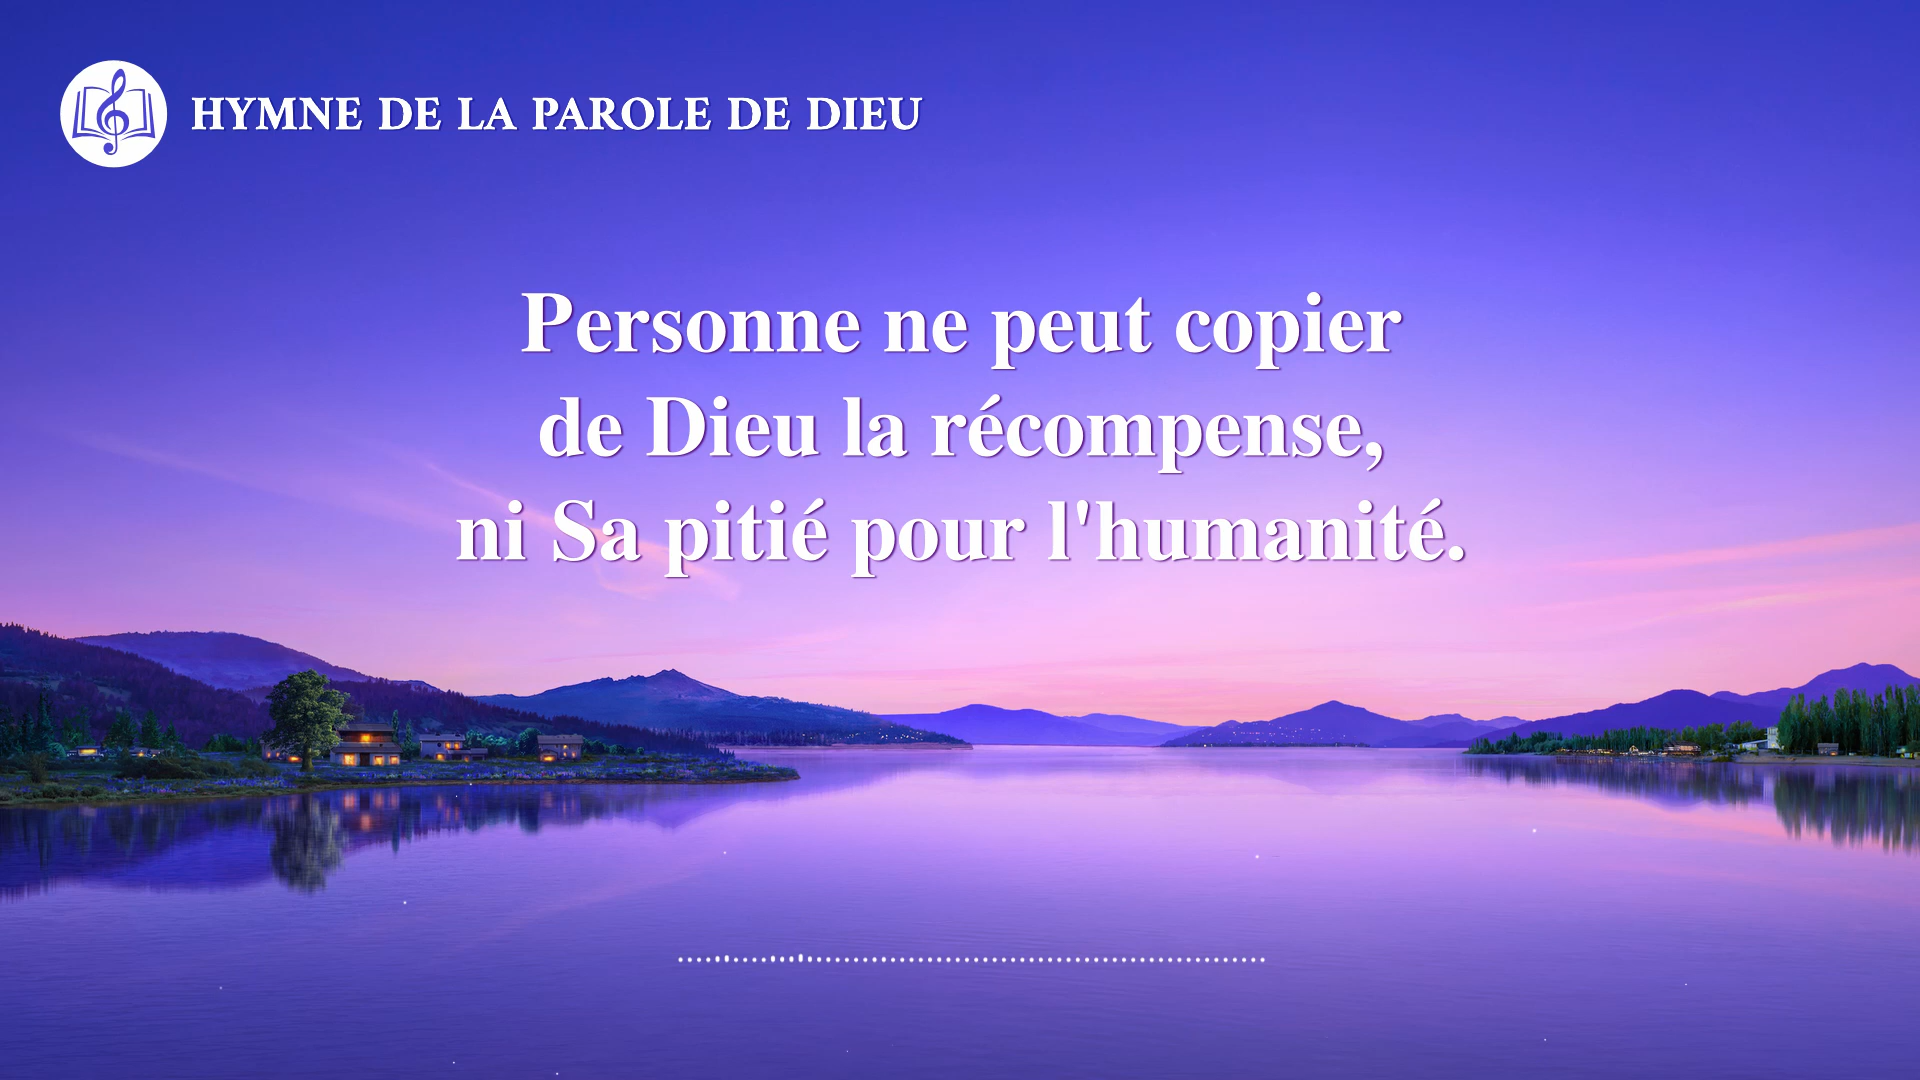 HYMNE DE LA PAROLE DE DIEU
Personne ne peut copier
de Dieu la récompense,
ni Sa pitié pour l'humanité.